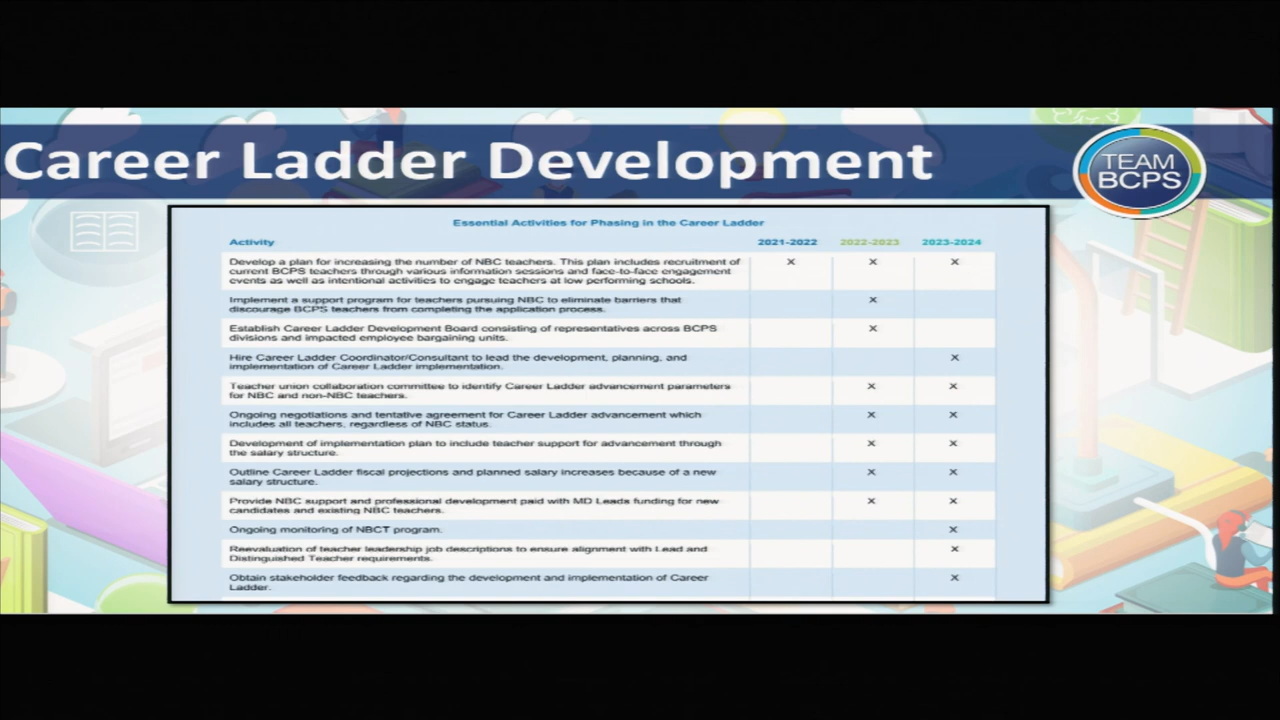 Career Ladder Development
TEAM
BCPS
Essential Activities for Phasing in the Career Ladder
Activity 2021-2022 2022-2023 2023-2024
Develop a plan for increasing the number of NBC teachers. This plan includes recruitment of X X X
current BCPS teachers through various information sessions and face-to-face engagement
events as well as intentional activities to engage teachers at low performing schools.
Implement a support program for teachers pursuing NBC to eliminate barriers that X
discourage BCPS teachers from completing the application process.
Establish Career Ladder Development Board consisting of representatives across BCPS X
divisions and impacted employee bargaining units.
Hire Career Ladder Coordinator/Consultant to lead the development, planning, and X
implementation of Career Ladder implementation.
Teacher union collaboration committee to identify Career Ladder advancement parameters X X
for NBC and non-NBC teachers.
Ongoing negotiations and tentative agreement for Career Ladder advancement which X X
includes all teachers, regardless of NBC status.
Development of implementation plan to include teacher support for advancement through X X
the salary structure.
Outline Career Ladder fiscal projections and planned salary increases because of a new X X
salary structure.
Provide NBC support and professional development paid with MD Leads funding for new X X
candidates and existing NBC teachers.
Ongoing monitoring of NBCT program. X
Reevaluation of teacher leadership job descriptions to ensure alignment with Lead and X
Distinguished Teacher requirements.
Obtain stakeholder feedback regarding the development and implementation of Career X
Ladder.